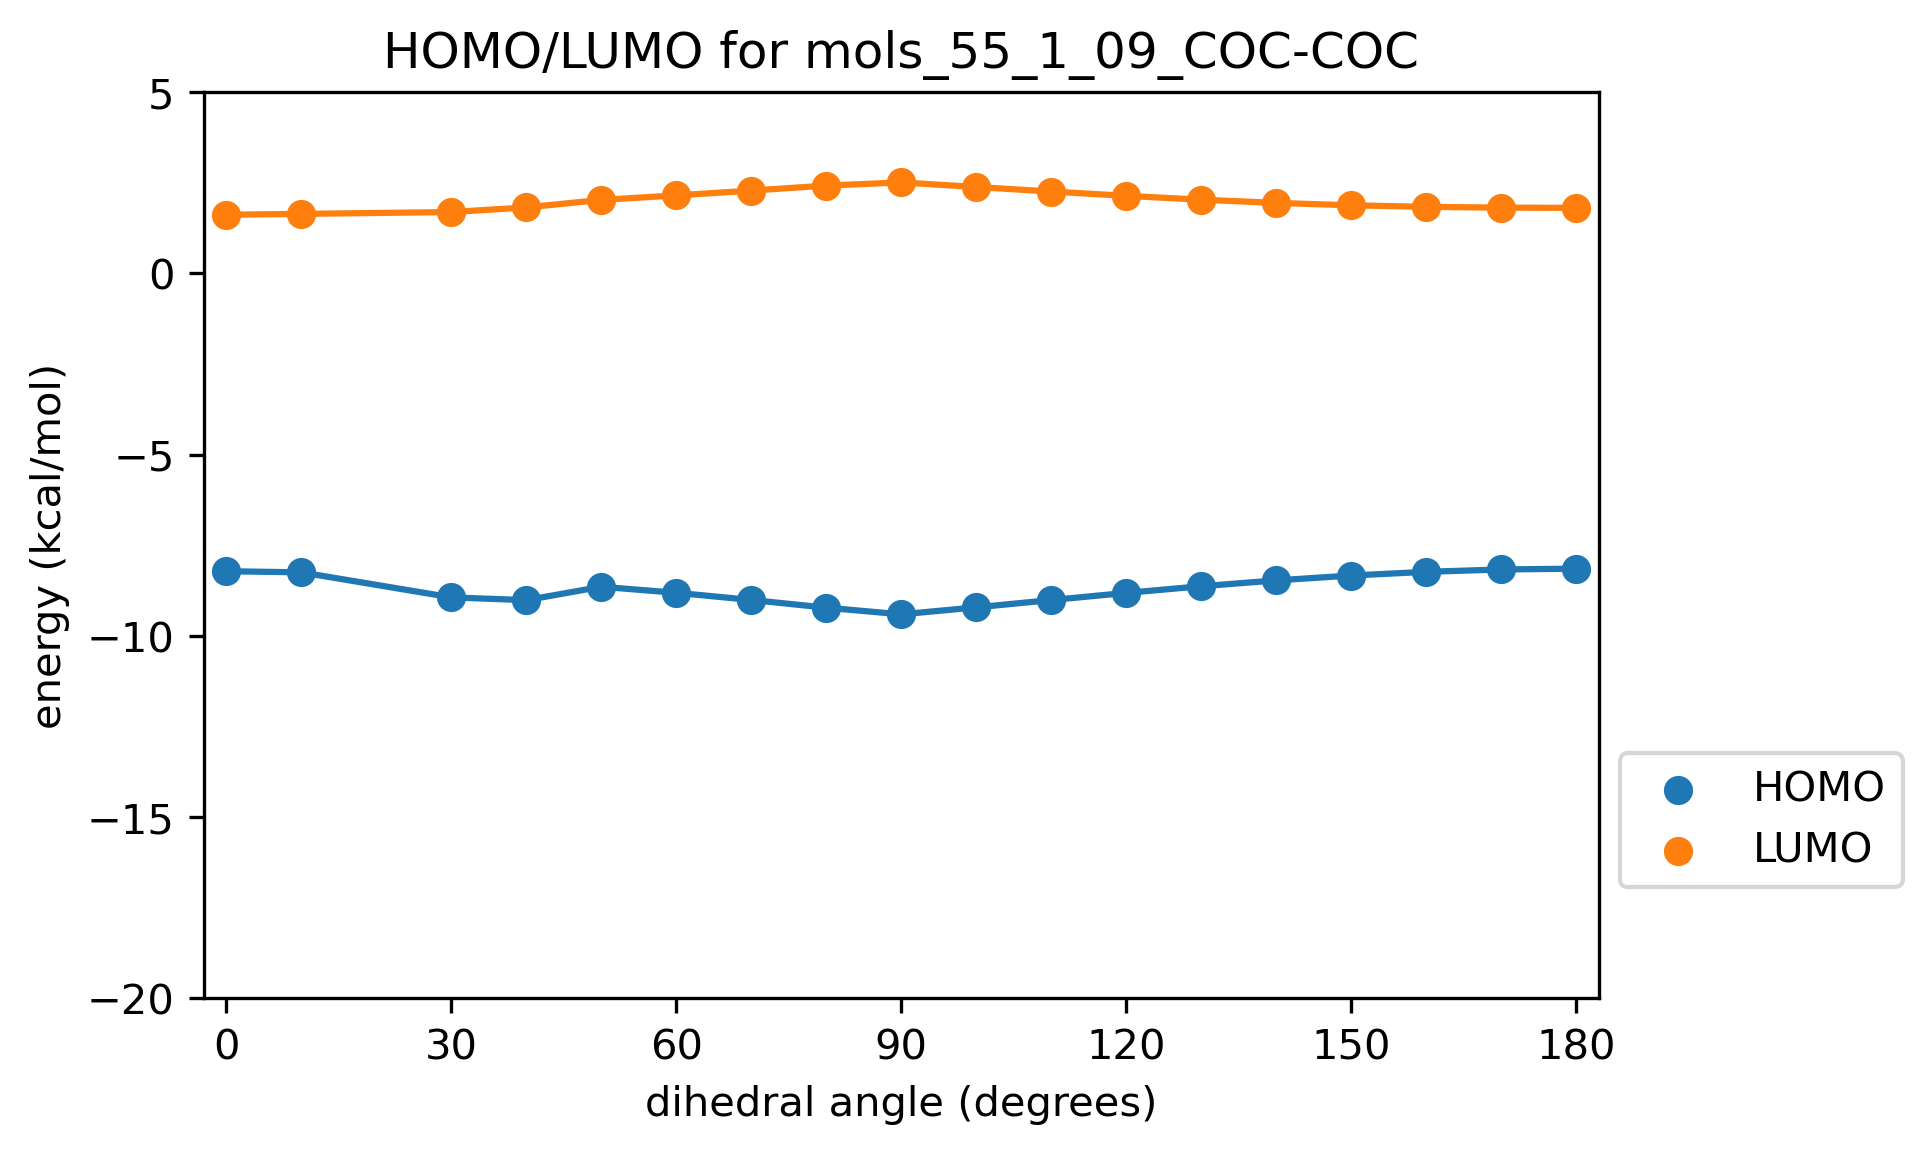 HOMO/LUMO for mols_55_1_09_COC-COC
5
0
−5
−10
−15
−20
energy (kcal/mol)
0 30 60 90 120 150 180
dihedral angle (degrees)
HOMO
LUMO